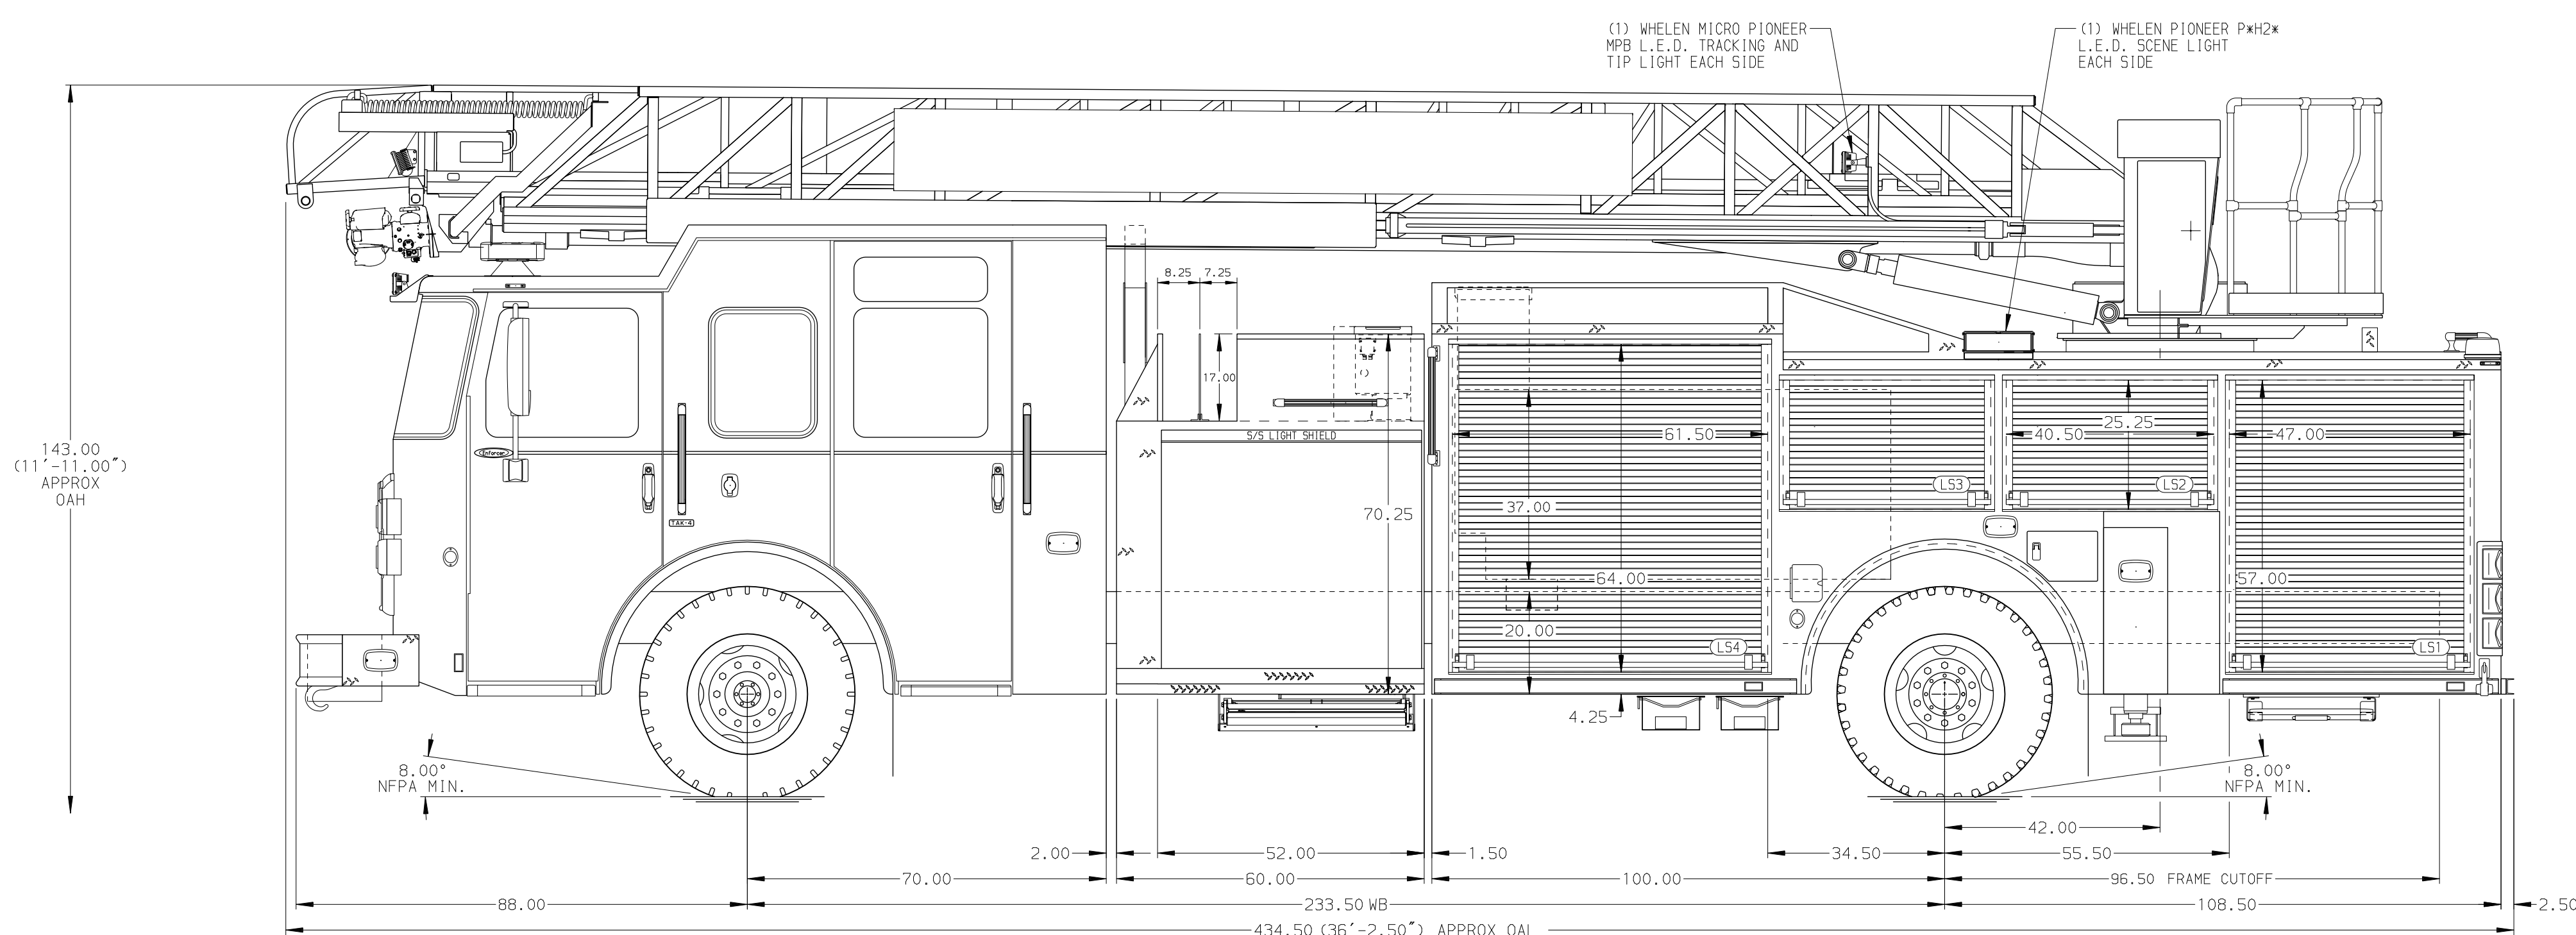 (1) WHELEN MICRO PIONEER
MPB L.E.D. TRACKING AND
TIP LIGHT EACH SIDE
(1) WHELEN PIONEER P*H2*
L.E.D. SCENE LIGHT
EACH SIDE
143.00
(11'-11.00")
APPROX
OAH
8.25
7.25
17.00
S/S LIGHT SHIELD
Enforcer
TAK-4
70.25
61.50
37.00
64.00
20.00
4.25
LS4
LS3
40.50
25.25
LS2
47.00
57.00
LS1
8.00°
NFPA MIN.
8.00°
NFPA MIN.
42.00
2.00
52.00
1.50
34.50
55.50
70.00
60.00
100.00
96.50 FRAME CUTOFF
88.00
233.50 WB
108.50
2.50
434.50 (36'-2.50") APPROX OAL